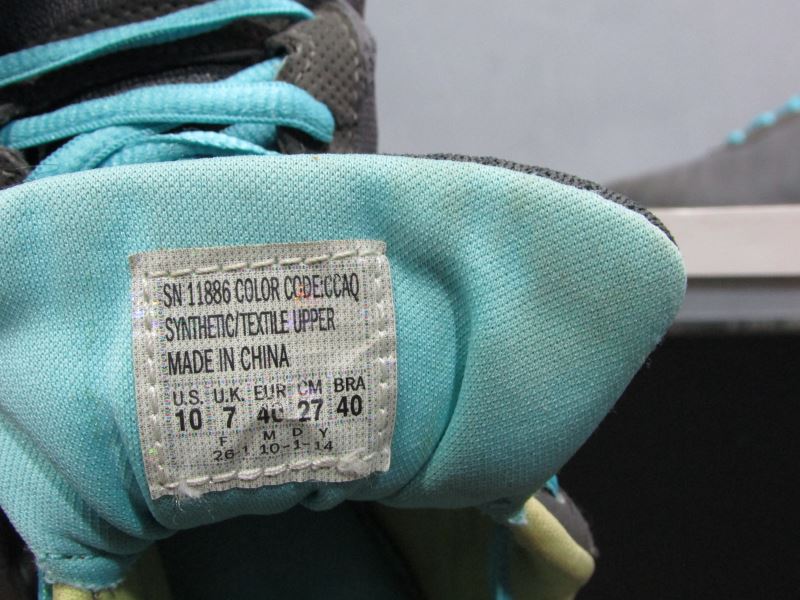 SN 11886 COLOR CODE:CCAQ
SYNTHETIC/TEXTILE UPPER
MADE IN CHINA
U.S. U.K. EUR CM BRA
10 7 40 27 40
F M D Y
26-1 10-1-14